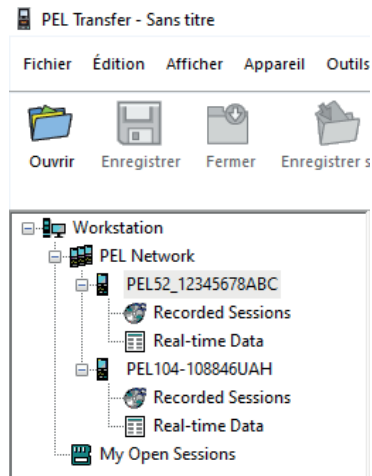 PEL Transfer - Sans titre
Fichier Édition Afficher Appareil Outils
Ouvrir Enregistrer Fermer Enregistrer s
Workstation
PEL Network
PEL52_12345678ABC
Recorded Sessions
Real-time Data
PEL104-108846UAH
Recorded Sessions
Real-time Data
My Open Sessions